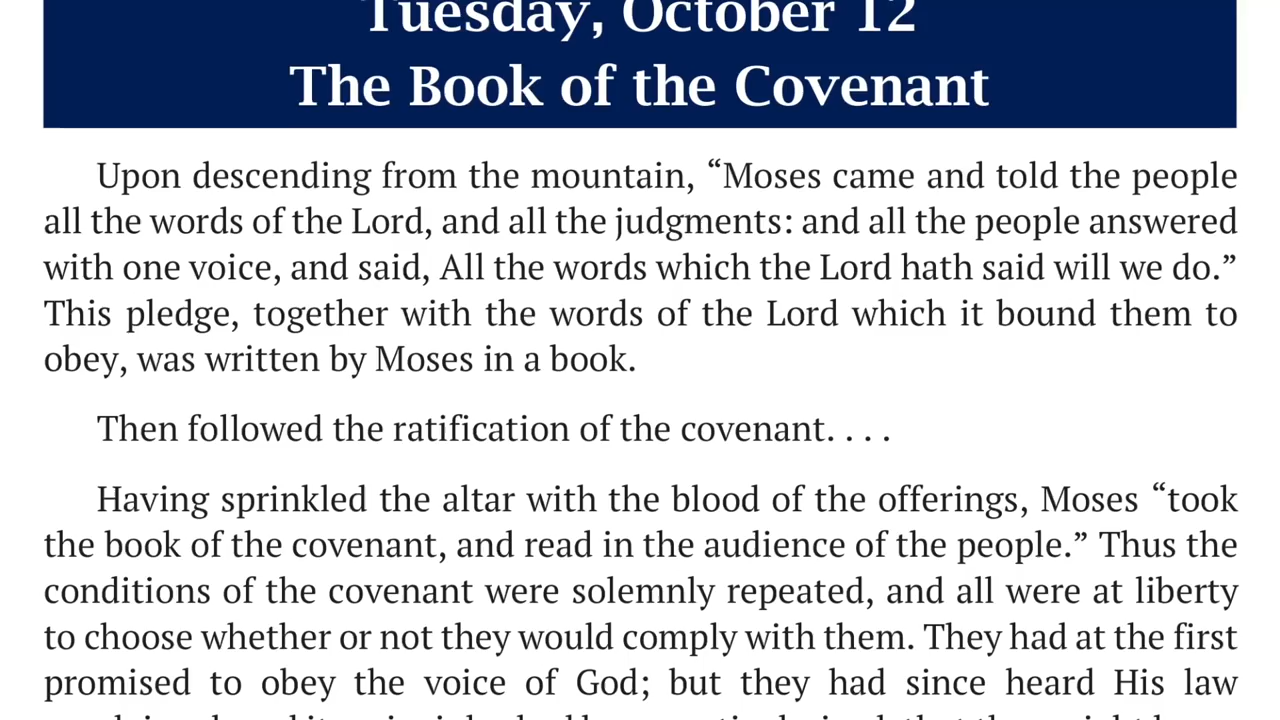 Tuesday, October 12
The Book of the Covenant
Upon descending from the mountain, “Moses came and told the people
all the words of the Lord, and all the judgments: and all the people answered
with one voice, and said, All the words which the Lord hath said will we do.”
This pledge, together with the words of the Lord which it bound them to
obey, was written by Moses in a book.
Then followed the ratification of the covenant. . . .
Having sprinkled the altar with the blood of the offerings, Moses “took
the book of the covenant, and read in the audience of the people.” Thus the
conditions of the covenant were solemnly repeated, and all were at liberty
to choose whether or not they would comply with them. They had at the first
promised to obey the voice of God; but they had since heard His law